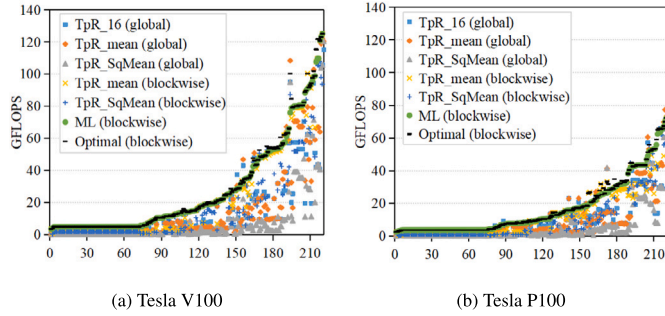 140
120
100
80
60
40
20
0
GFLOPS
TpR_16 (global)
TpR_mean (global)
TpR_SqMean (global)
TpR_mean (blockwise)
TpR_SqMean (blockwise)
ML (blockwise)
Optimal (blockwise)
0 30 60 90 120 150 180 210
(a) Tesla V100
140
120
100
80
60
40
20
0
GFLOPS
TpR_16 (global)
TpR_mean (global)
TpR_SqMean (global)
TpR_mean (blockwise)
TpR_SqMean (blockwise)
ML (blockwise)
Optimal (blockwise)
0 30 60 90 120 150 180 210
(b) Tesla P100